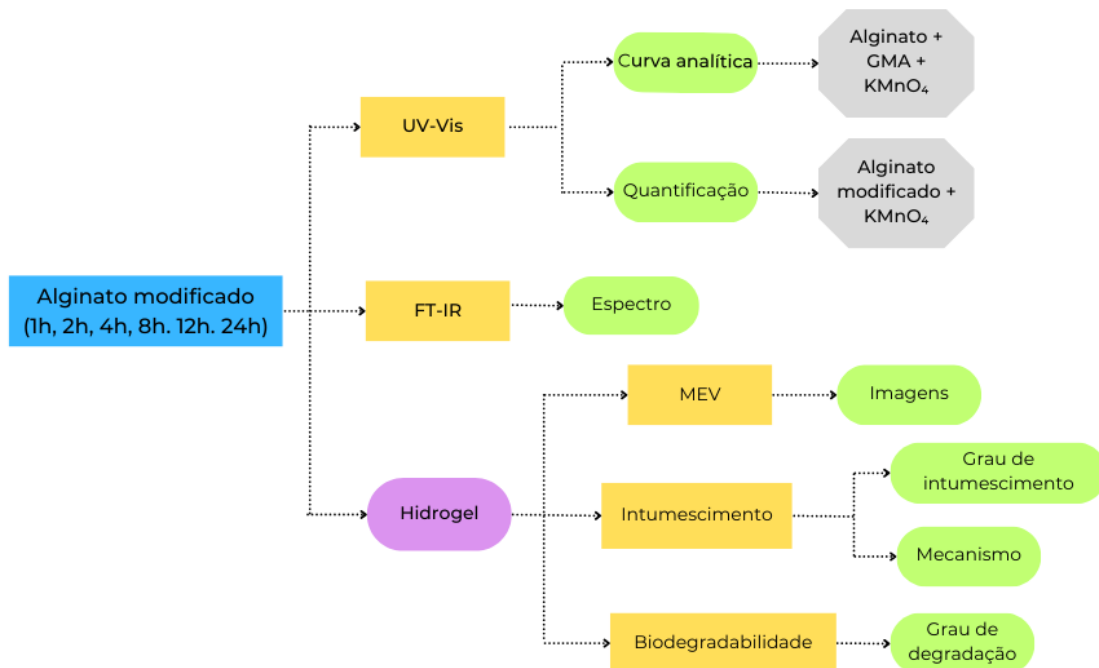 Curva analítica
Alginato +
GMA +
KMnO₄
UV-Vis
Quantificação
Alginato
modificado +
KMnO₄
Alginato modificado
(1h, 2h, 4h, 8h. 12h. 24h)
FT-IR
Espectro
MEV
Imagens
Hidrogel
Intumescimento
Grau de
intumescimento
Mecanismo
Biodegradabilidade
Grau de
degradação